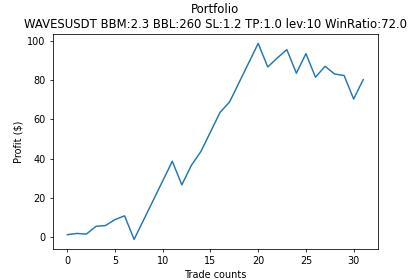 Portfolio
WAVESUSDT BBM:2.3 BBL:260 SL:1.2 TP:1.0 lev:10 WinRatio:72.0
100
80
60
40
20
0
Profit ($)
0 5 10 15 20 25 30
Trade counts